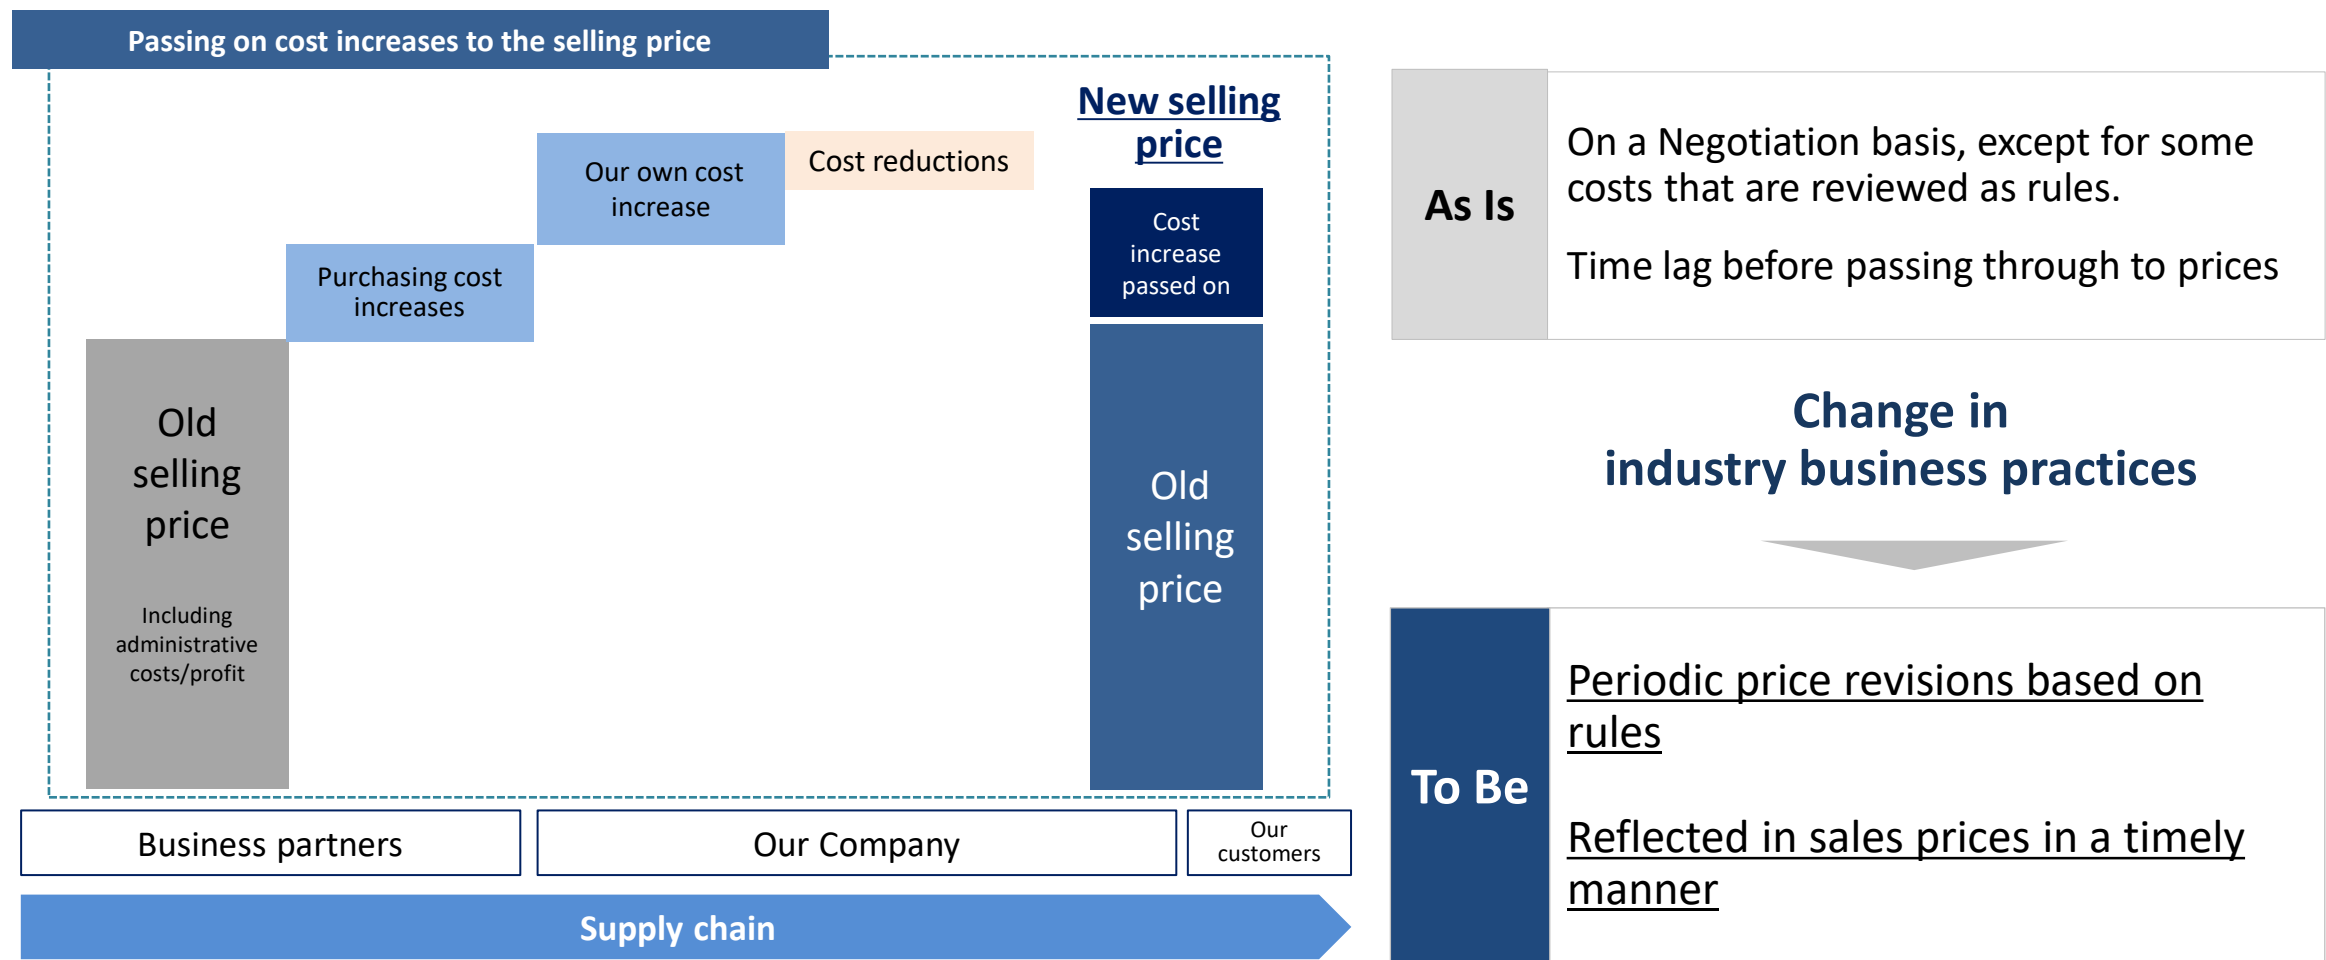 Passing on cost increases to the selling price
New selling
price
Our own cost
increase
Cost reductions
Purchasing cost
increases
Cost
increase
passed on
Old
selling
price
Including
administrative
costs/profit
Old
selling
price
Business partners
Our Company
Our
customers
Supply chain
As Is
On a Negotiation basis, except for some
costs that are reviewed as rules.
Time lag before passing through to prices
Change in
industry business practices
To Be
Periodic price revisions based on
rules
Reflected in sales prices in a timely
manner